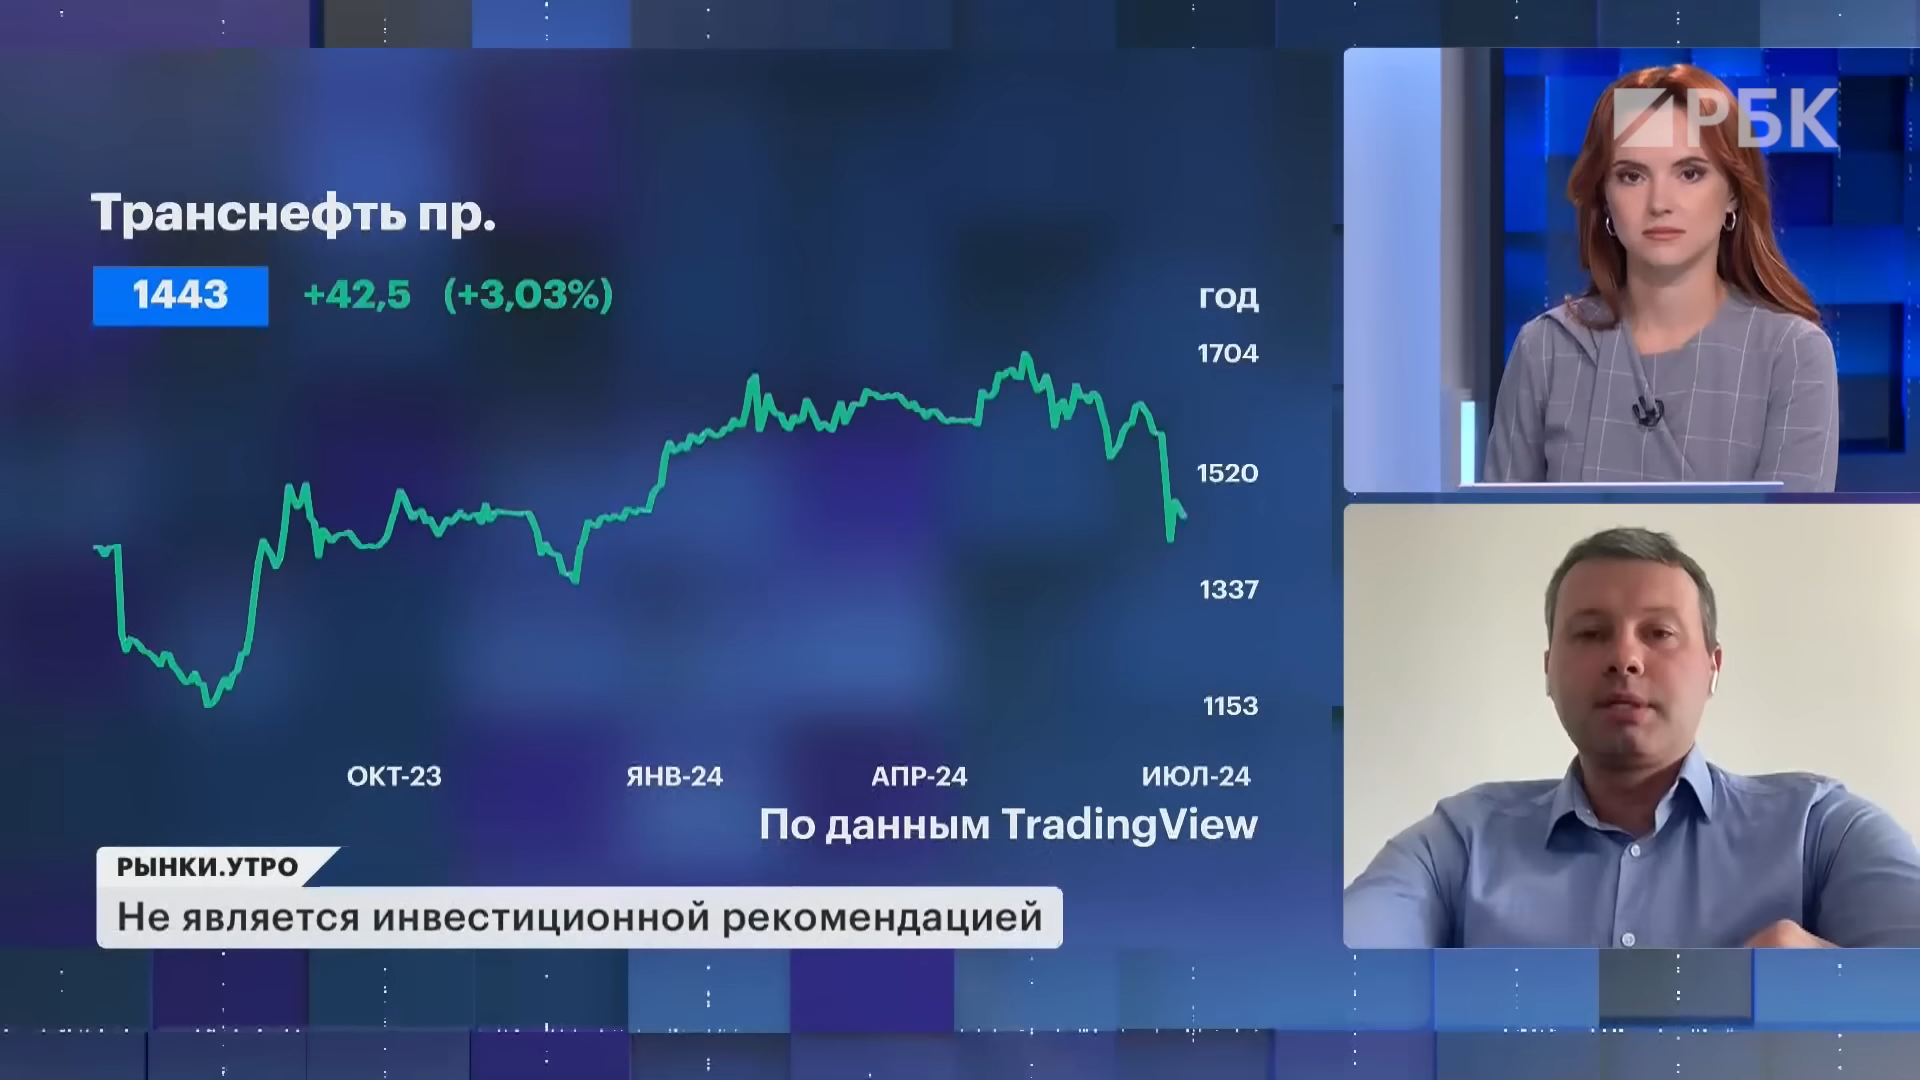 РБК
Транснефть пр.
1443 +42,5 (+3,03%)
ГОД
1704
1520
1337
1153
ОКТ-23 ЯНВ-24 АПР-24 ИЮЛ-24
По данным TradingView
РЫНКИ.УТРО
Не является инвестиционной рекомендацией